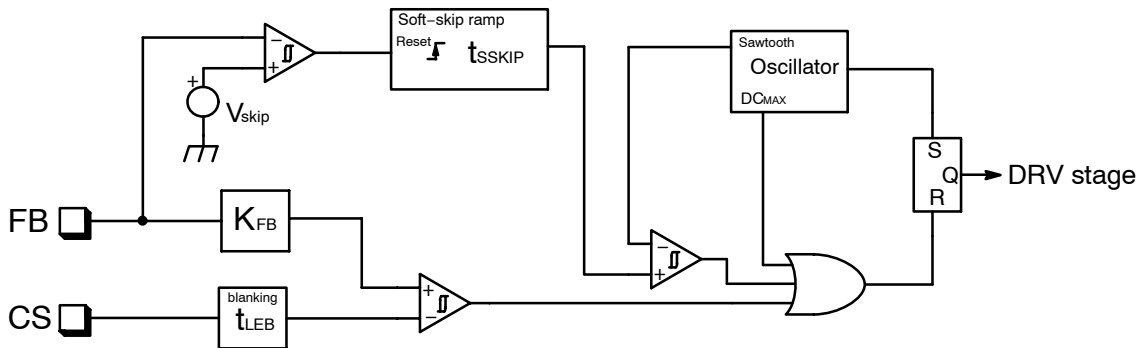 Soft-skip ramp
Reset
tSSKIP
Sawtooth
Oscillator
DCMAX
Vskip
S
Q
R
DRV stage
FB
KFB
CS
blanking
tLEB